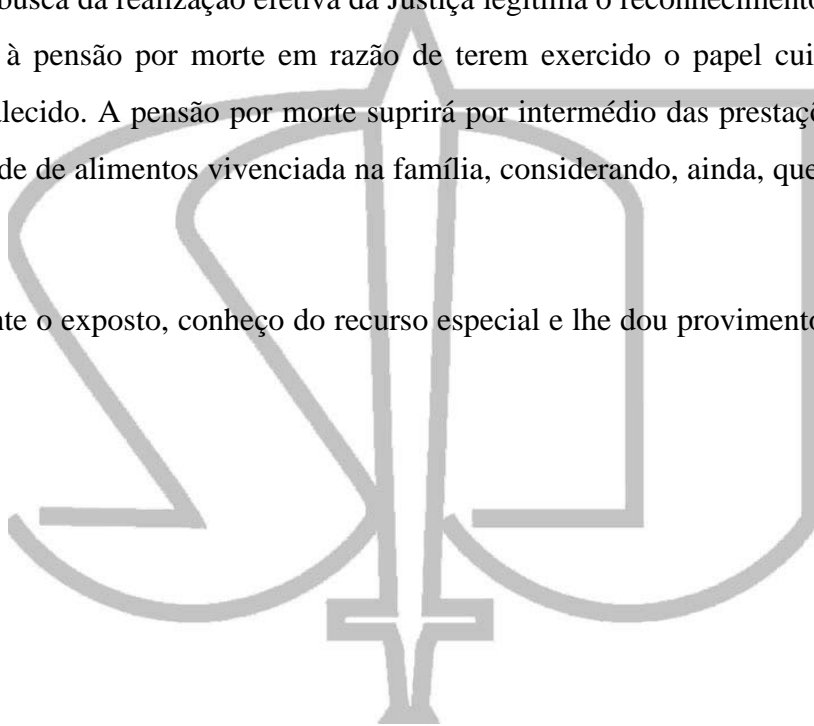 busca da realização efetiva da Justiça legitima o reconhecimento
à pensão por morte em razão de terem exercido o papel cui
lecido. A pensão por morte suprirá por intermédio das prestaçõ
de de alimentos vivenciada na família, considerando, ainda, que
te o exposto, conheço do recurso especial e lhe dou provimento